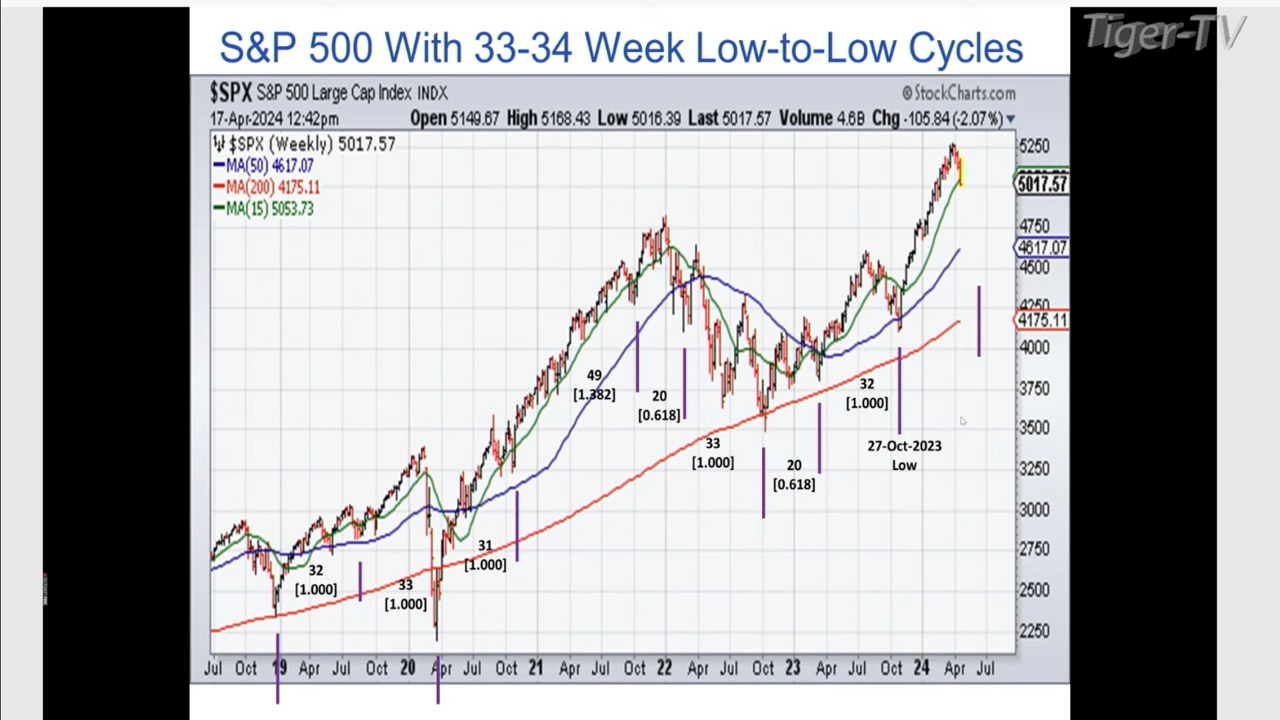 Tiger-TV
S&P 500 With 33-34 Week Low-to-Low Cycles
$SPX S&P 500 Large Cap Index INDX
©StockCharts.com
17-Apr-2024 12:42pm
Open 5149.67 High 5168.43 Low 5016.39 Last 5017.57 Volume 4.6B Chg -105.84 (-2.07%)
$SPX (Weekly) 5017.57
MA(50) 4617.07
MA(200) 4175.11
MA(15) 5053.73
5250
5017.57
4750
4617.07
4500
4250
4175.11
4000
3750
3500
3250
3000
2750
2500
2250
49
[1.382]
20
[0.618]
32
[1.000]
33
[1.000]
20
[0.618]
27-Oct-2023
Low
31
[1.000]
32
[1.000]
33
[1.000]
Jul Oct 19 Apr Jul Oct 20 Apr Jul Oct 21 Apr Jul Oct 22 Apr Jul Oct 23 Apr Jul Oct 24 Apr Jul